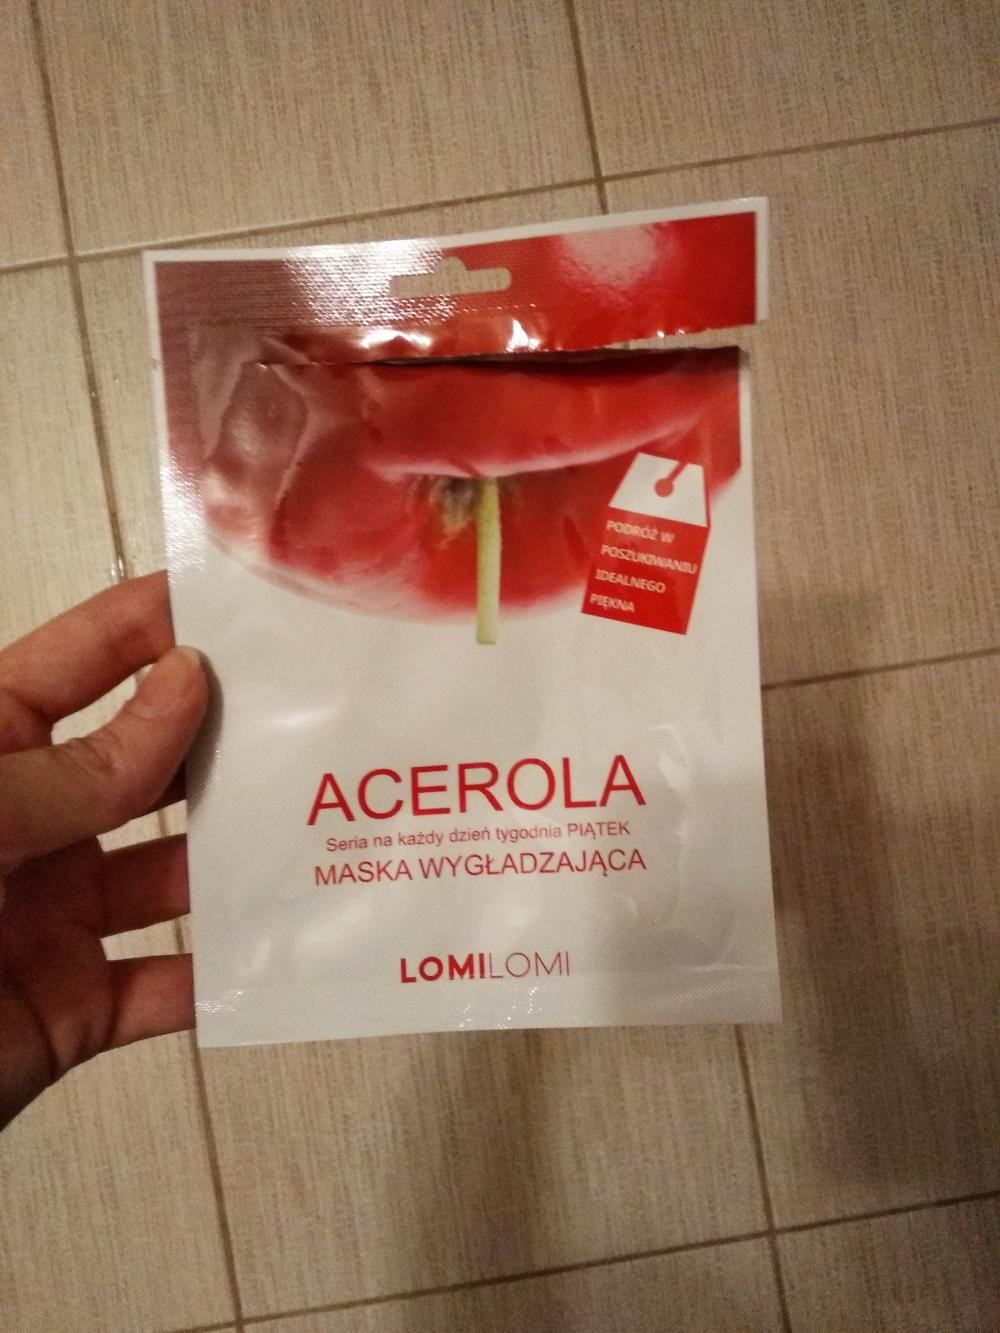 PODRÓŻ W
POSZUKIWANIU
IDEALNEGO
PIĘKNA
ACEROLA
Seria na każdy dzień tygodnia PIĄTEK
MASKA WYGŁADZAJĄCA
LOMILOMI